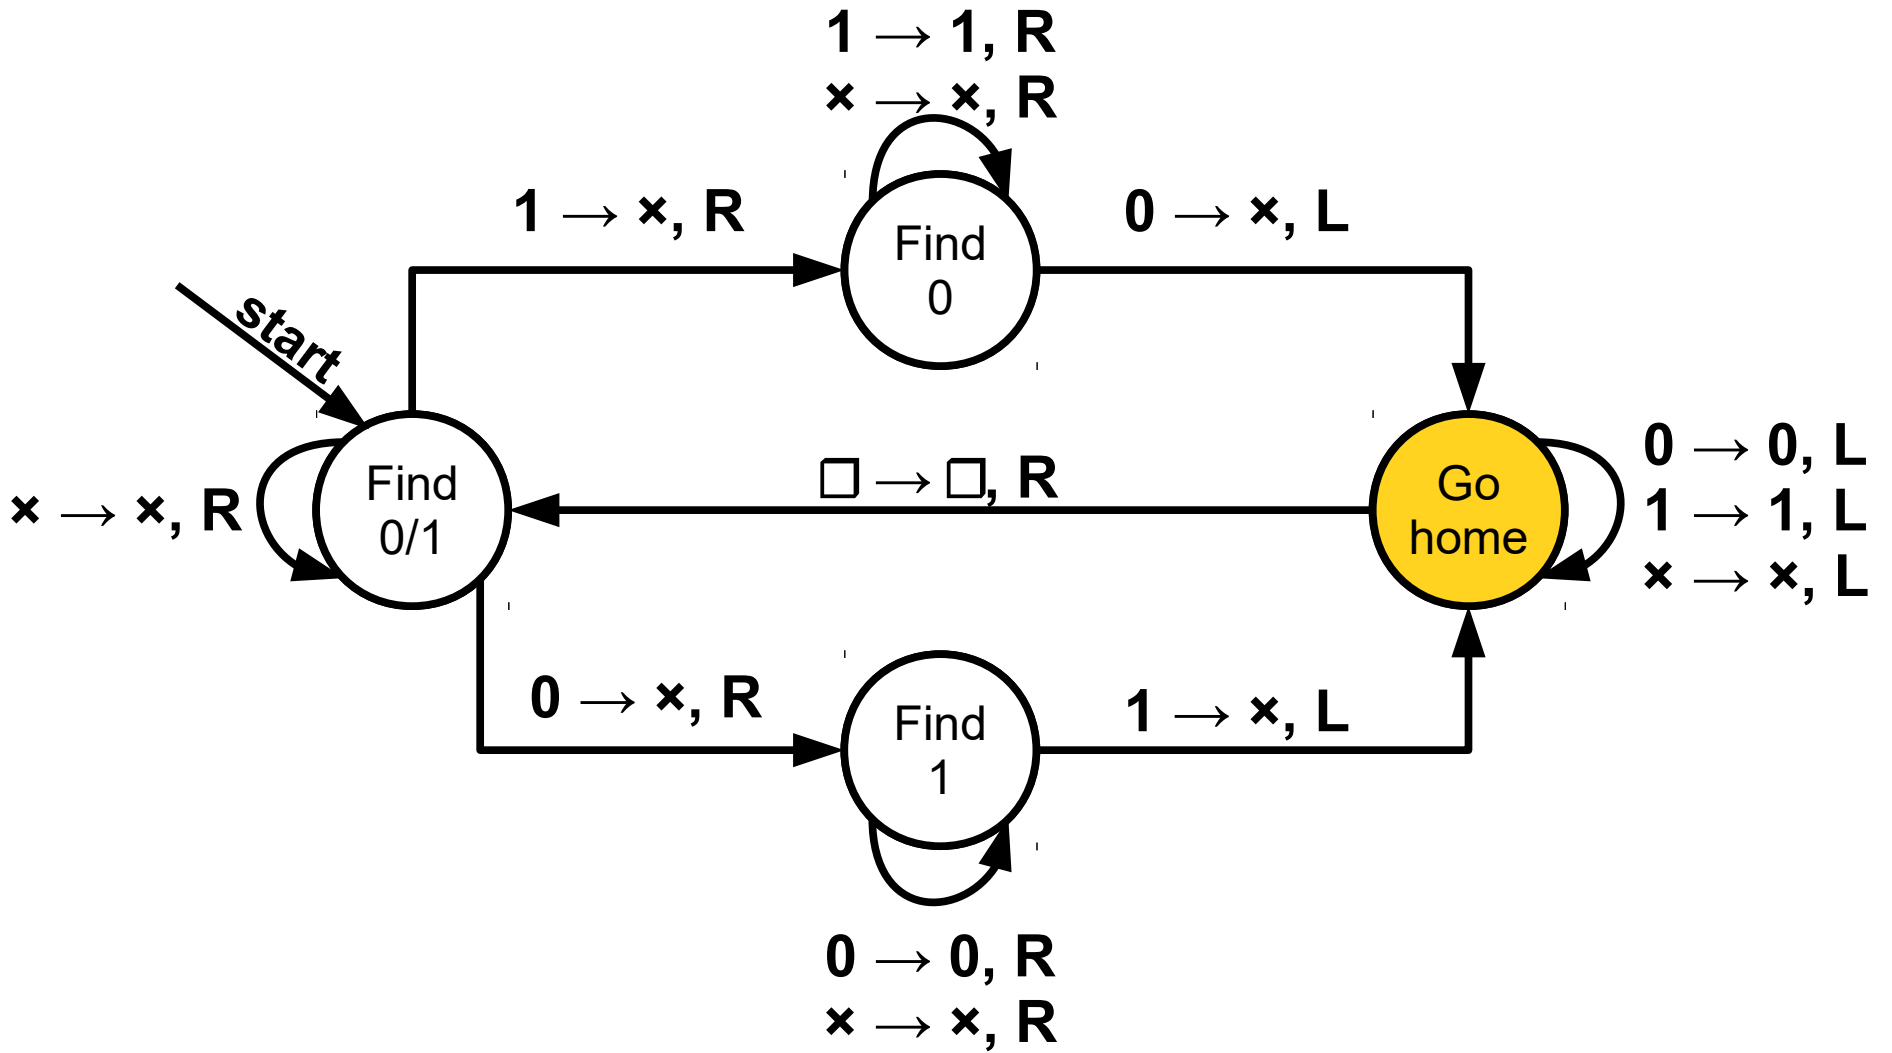 1 → 1, R
× → ×, R
1 → ×, R
0 → ×, L
Find
0
start
Find
0/1
× → ×, R
□ → □, R
Go
home
0 → 0, L
1 → 1, L
× → ×, L
0 → ×, R
1 → ×, L
Find
1
0 → 0, R
× → ×, R